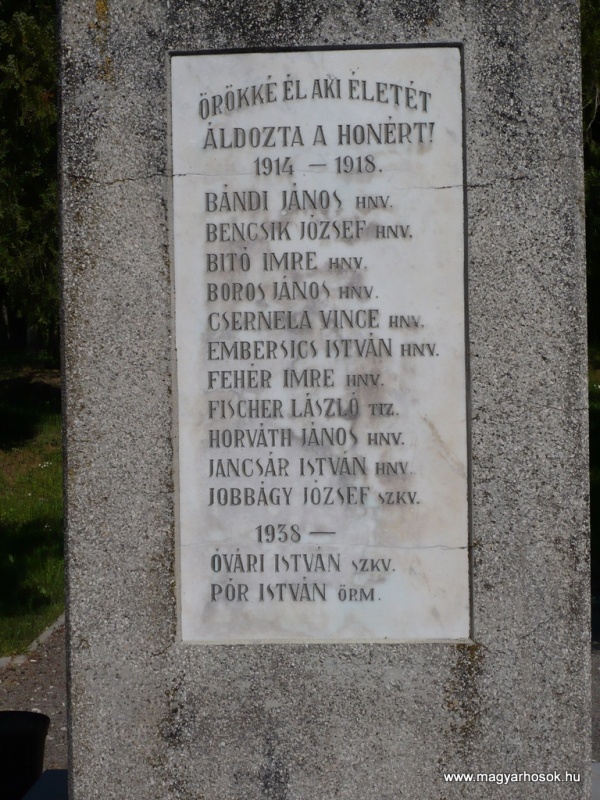 ÖRÖKKÉ ÉL AKI ÉLETÉT
ÁLDOZTA A HONÉRT!
1914 – 1918.
BÁNDI JÁNOS HNV.
BENCSIK JÓZSEF HNV.
BITÓ IMRE HNV.
BOROS JÁNOS HNV.
CSERNELA VINCE HNV.
EMBERSICS ISTVÁN HNV.
FEHÉR IMRE HNV.
FISCHER LÁSZLÓ TIZ.
HORVÁTH JÁNOS HNV.
JANCSÁR ISTVÁN HNV.
JOBBÁGY JÓZSEF SZKV.
1938 –
ÓVÁRI ISTVÁN SZKV.
PÓR ISTVÁN ŐRM.
www.magyarhosok.hu